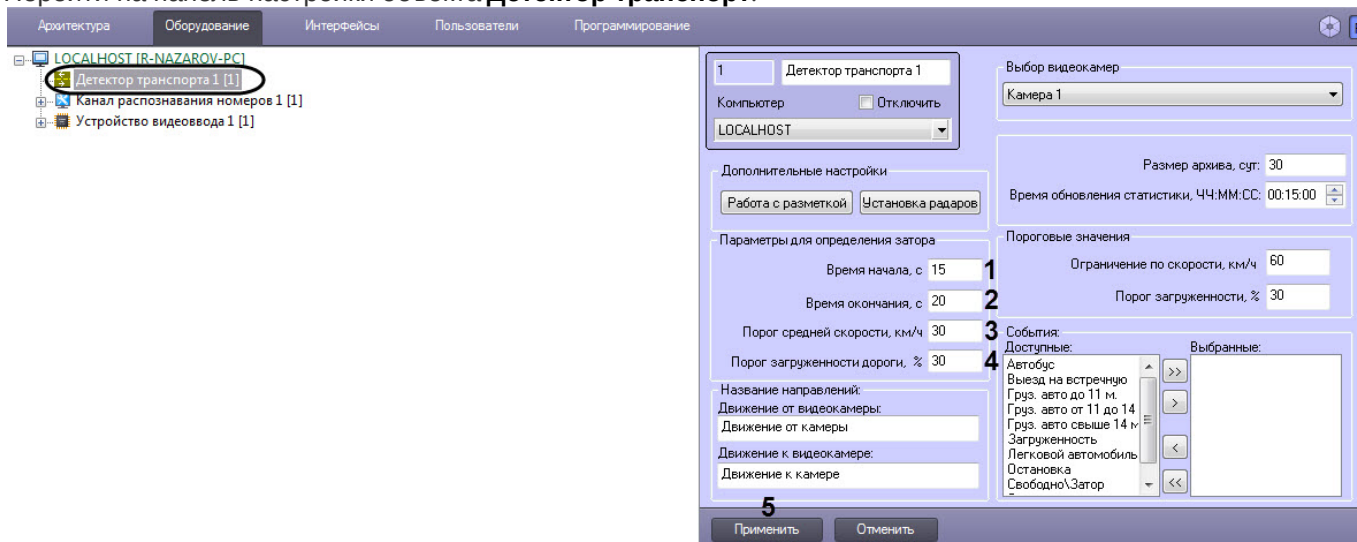 Перейти на панель настройки объекта Детектор транспорта
Архитектура Оборудование Интерфейсы Пользователи Программирование
LOCALHOST [R-NAZAROV-PC]
Детектор транспорта 1 [1]
Канал распознавания номеров 1 [1]
Устройство видеоввода 1 [1]
1 Детектор транспорта 1
Компьютер Отключить
LOCALHOST
Выбор видеокамер
Камера 1
Дополнительные настройки
Работа с разметкой Установка радаров
Размер архива, сут: 30
Время обновления статистики, ЧЧ:ММ:СС: 00:15:00
Параметры для определения затора
Время начала, с 15 1
Время окончания, с 20 2
Порог средней скорости, км/ч 30 3
Порог загруженности дороги, % 30 4
Пороговые значения
Ограничение по скорости, км/ч 60
Порог загруженности, % 30
Название направлений:
Движение от видеокамеры:
Движение от камеры
Движение к видеокамере:
Движение к камере
События:
Доступные: Выбранные:
Автобус
Выезд на встречную
Груз. авто до 11 м.
Груз. авто от 11 до 14
Груз. авто свыше 14 м
Загруженность
Легковой автомобиль
Остановка
Свободно\Затор
>>
>
<
<<
5
Применить Отменить